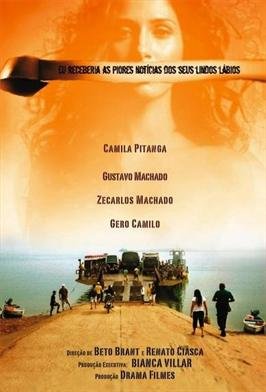 EU RECEBERIA AS PIORES NOTÍCIAS DOS SEUS LINDOS LÁBIOS
CAMILA PITANGA
GUSTAVO MACHADO
ZECARLOS MACHADO
GERO CAMILO
DIREÇÃO DE BETO BRANT E RENATO CIASCA
PRODUÇÃO EXECUTIVA: BIANCA VILLAR
PRODUÇÃO DRAMA FILMES